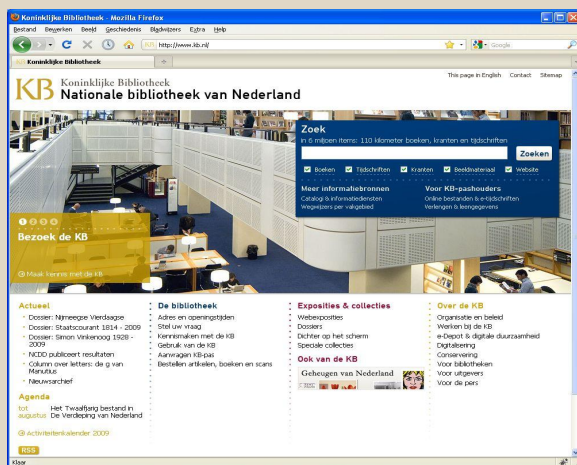 Koninklijke Bibliotheek - Mozilla Firefox
Bestand Bewerken Beeld Geschiedenis Bladwijzers Extra Help
http://www.kb.nl/
Google
Koninklijke Bibliotheek
This page in English Contact Sitemap
KB Koninklijke Bibliotheek
Nationale bibliotheek van Nederland
Zoek
in 6 miljoen items: 110 kilometer boeken, kranten en tijdschriften
Zoeken
Boeken Tijdschriften Kranten Beeldmateriaal Website
Meer informatiebronnen
Catalogi & informatiediensten
Wegwijzers per vakgebied
Voor KB-pashouders
Online bestanden & e-tijdschriften
Verlengen & leengegevens
1 2 3 4
Bezoek de KB
Maak kennis met de KB
Actueel
Dossier: Nijmeegse Vierdaagse
Dossier: Staatscourant 1814 - 2009
Dossier: Simon Vinkenoog 1928 -
2009
NCDD publiceert resultaten
Column over letters: de g van
Manutius
Nieuwsarchief
Agenda
tot Het Twaalfjarig bestand in
augustus De Verdieping van Nederland
Activiteitenkalender 2009
RSS
De bibliotheek
Adres en openingstijden
Stel uw vraag
Kennismaken met de KB
Gebruik van de KB
Aanvragen KB-pas
Bestellen artikelen, boeken en scans
Exposities & collecties
Webexposities
Dossiers
Dichter op het scherm
Speciale collecties
Ook van de KB
Geheugen van Nederland
Over de KB
Organisatie en beleid
Werken bij de KB
e-Depot & digitale duurzaamheid
Digitalisering
Conservering
Voor bibliotheken
Voor uitgevers
Voor de pers
Klaar